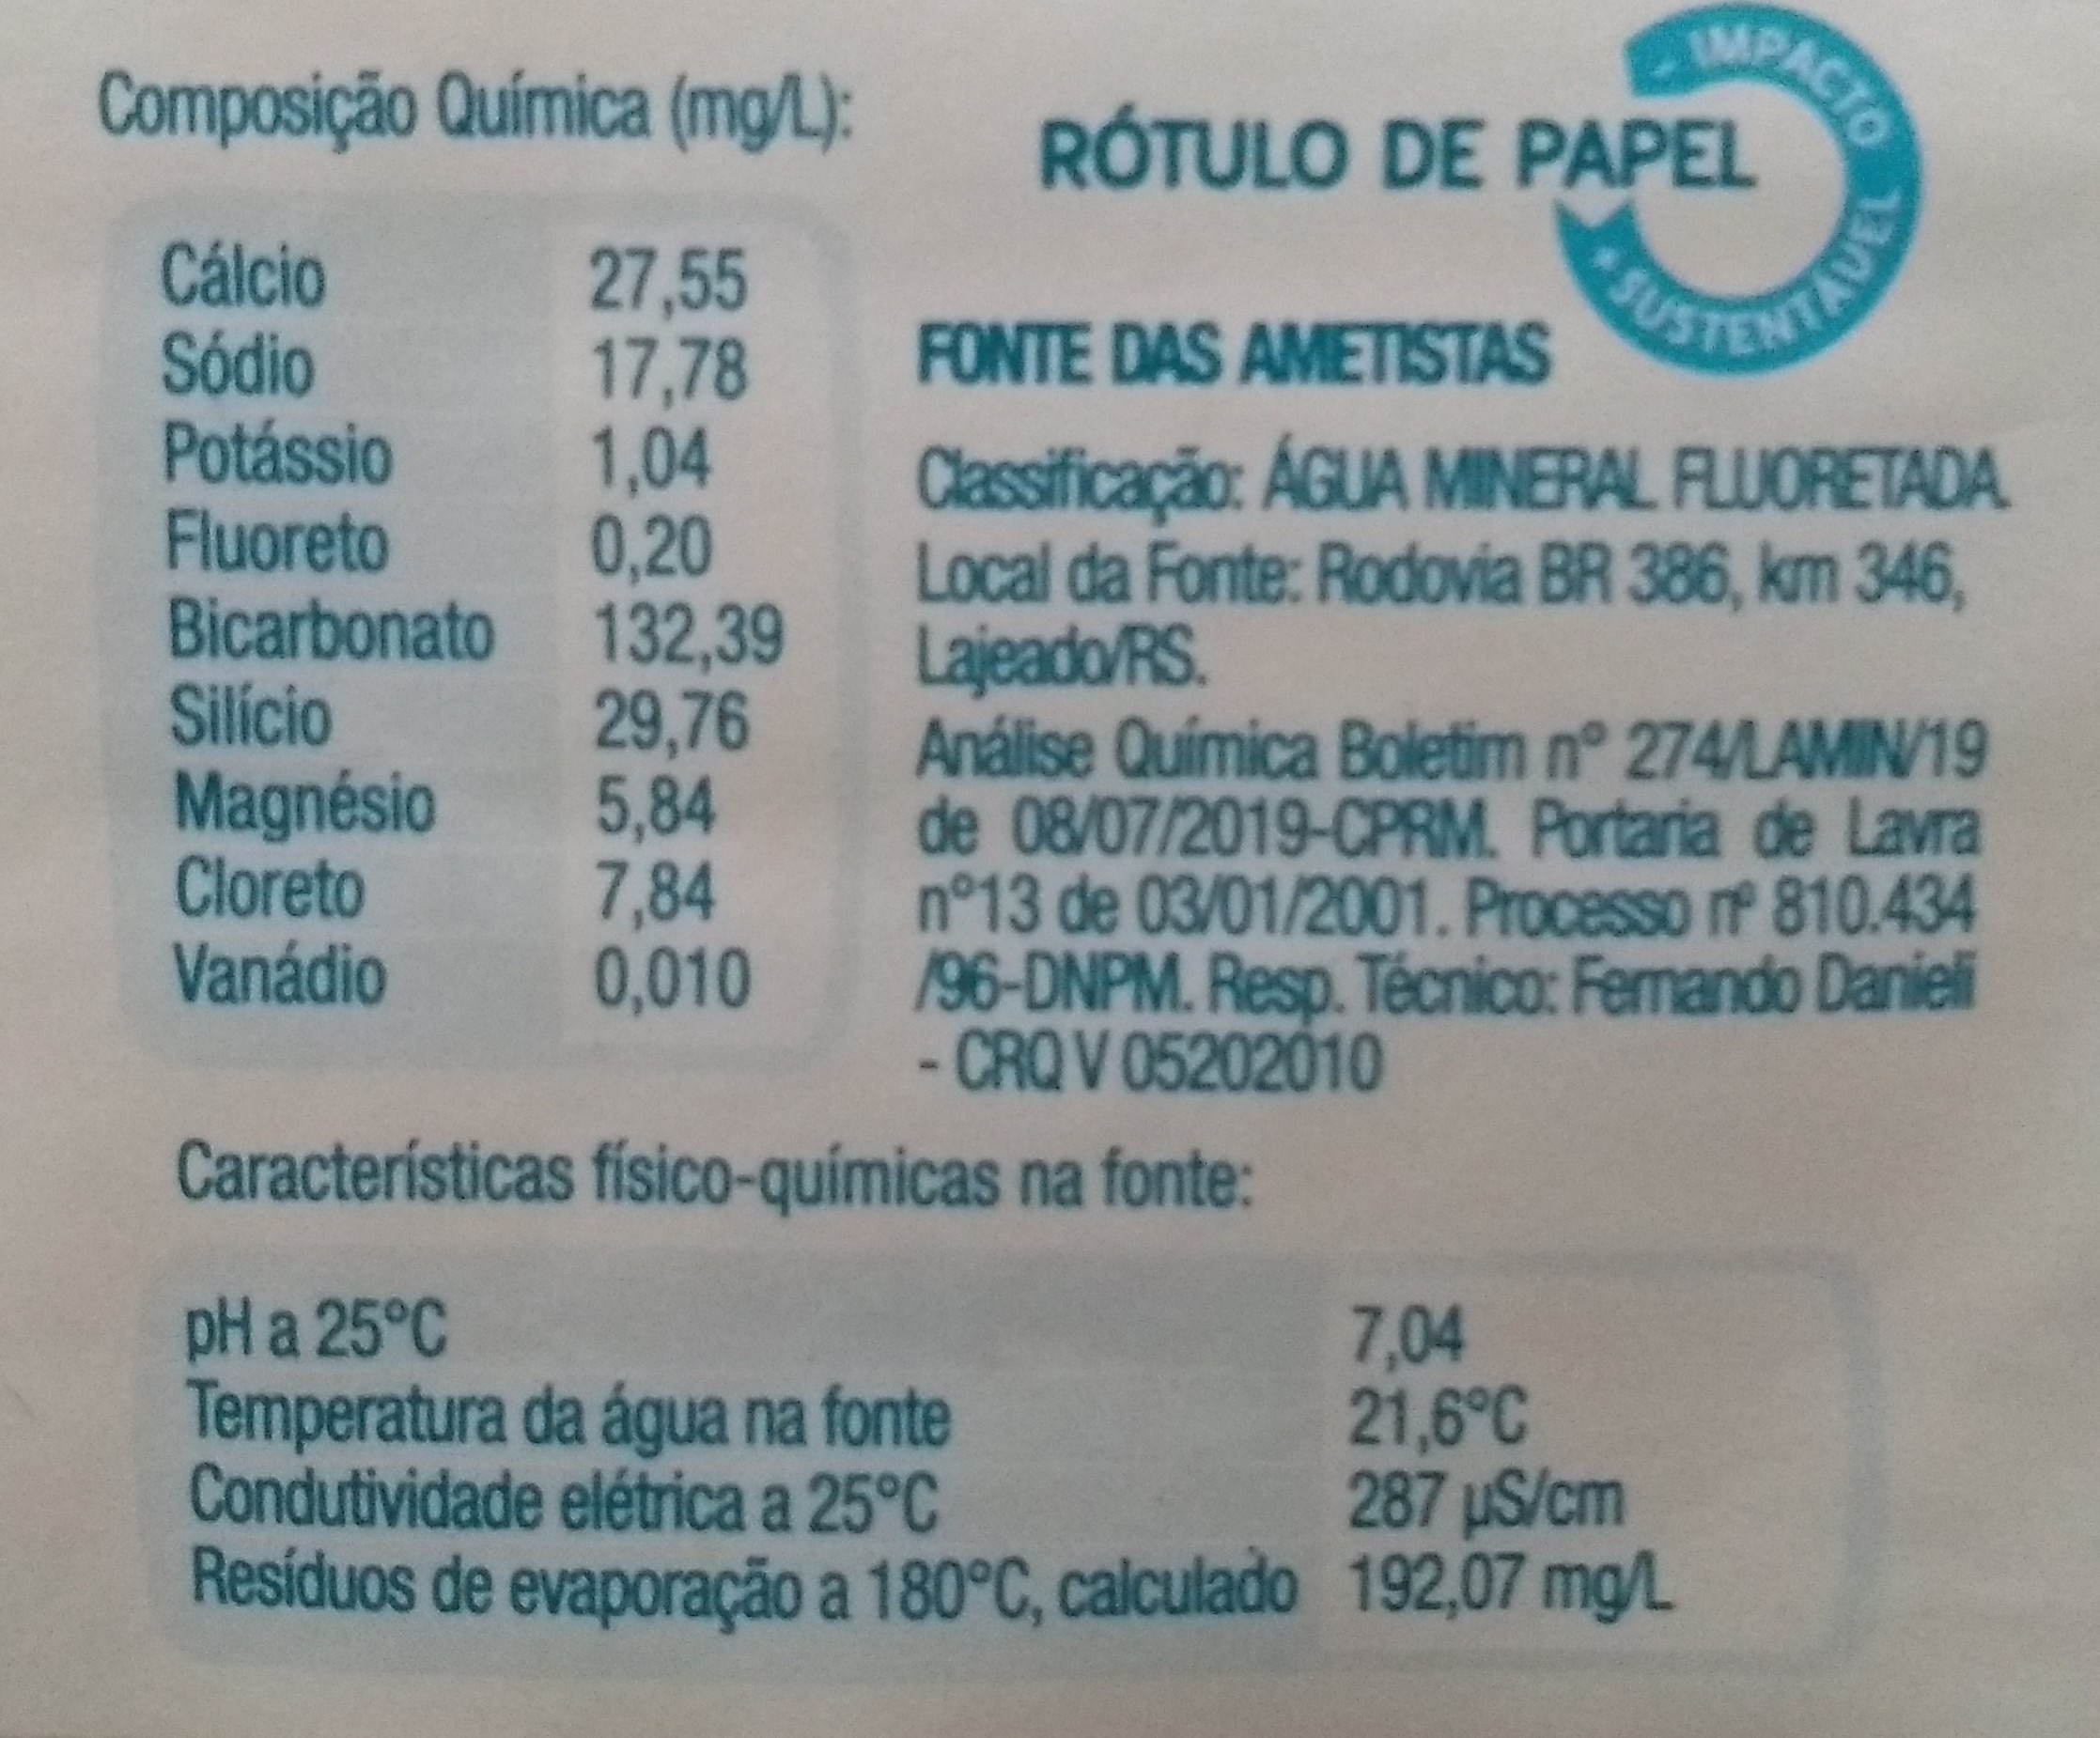 Composição Química (mg/L):
Cálcio 27,55
Sódio 17,78
Potássio 1,04
Fluoreto 0,20
Bicarbonato 132,39
Silício 29,76
Magnésio 5,84
Cloreto 7,84
Vanádio 0,010
RÓTULO DE PAPEL
IMPACTO SUSTENTÁVEL
FONTE DAS AMETISTAS
Classificação: ÁGUA MINERAL FLUORETADA.
Local da Fonte: Rodovia BR 386, km 346,
Lajeado/RS.
Análise Química Boletim nº 274/LAMIN/19
de 08/07/2019-CPRM. Portaria de Lavra
nº13 de 03/01/2001. Processo nº 810.434
/96-DNPM. Resp. Técnico: Fernando Danieli
- CRQ V 05202010
Características físico-químicas na fonte:
pH a 25°C 7,04
Temperatura da água na fonte 21,6°C
Condutividade elétrica a 25°C 287 µS/cm
Resíduos de evaporação a 180°C, calculado 192,07 mg/L